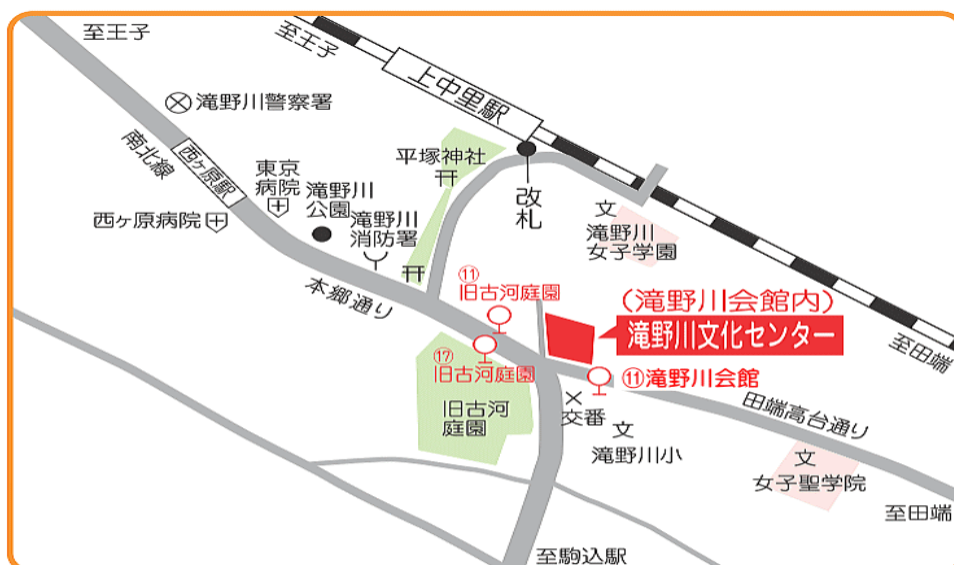 至王子
至王子
上中里駅
滝野川警察署
南北線
西ヶ原駅
東京
病院
西ヶ原病院
滝野川
公園
滝野川
消防署
平塚神社
改札
文
滝野川
女子学園
本郷通り
⑪
旧古河庭園
⑰
旧古河庭園
旧古河
庭園
(滝野川会館内)
滝野川文化センター
⑪滝野川会館
至田端
交番
文
滝野川小
田端高台通り
文
女子聖学院
至田端
至駒込駅